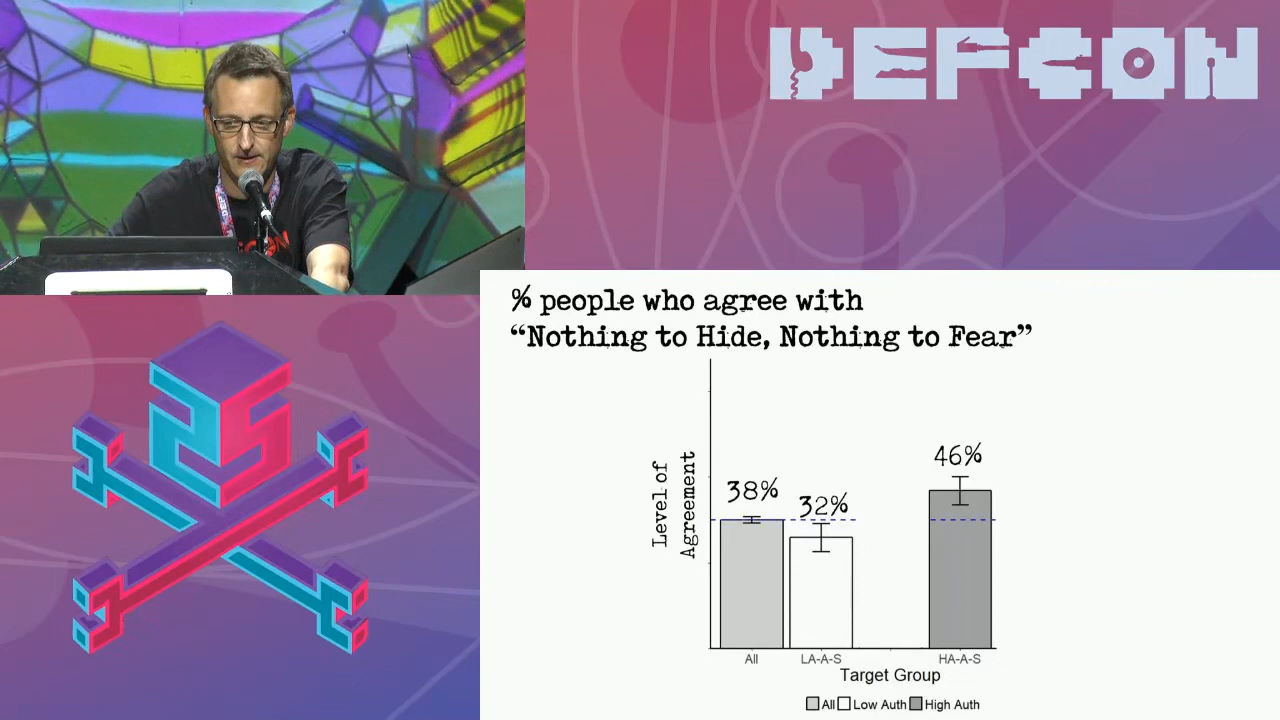 DEFCON
% people who agree with
“Nothing to Hide, Nothing to Fear”
Level of
Agreement
38%
32%
46%
All
LA-A-S
HA-A-S
Target Group
All
Low Auth
High Auth
25